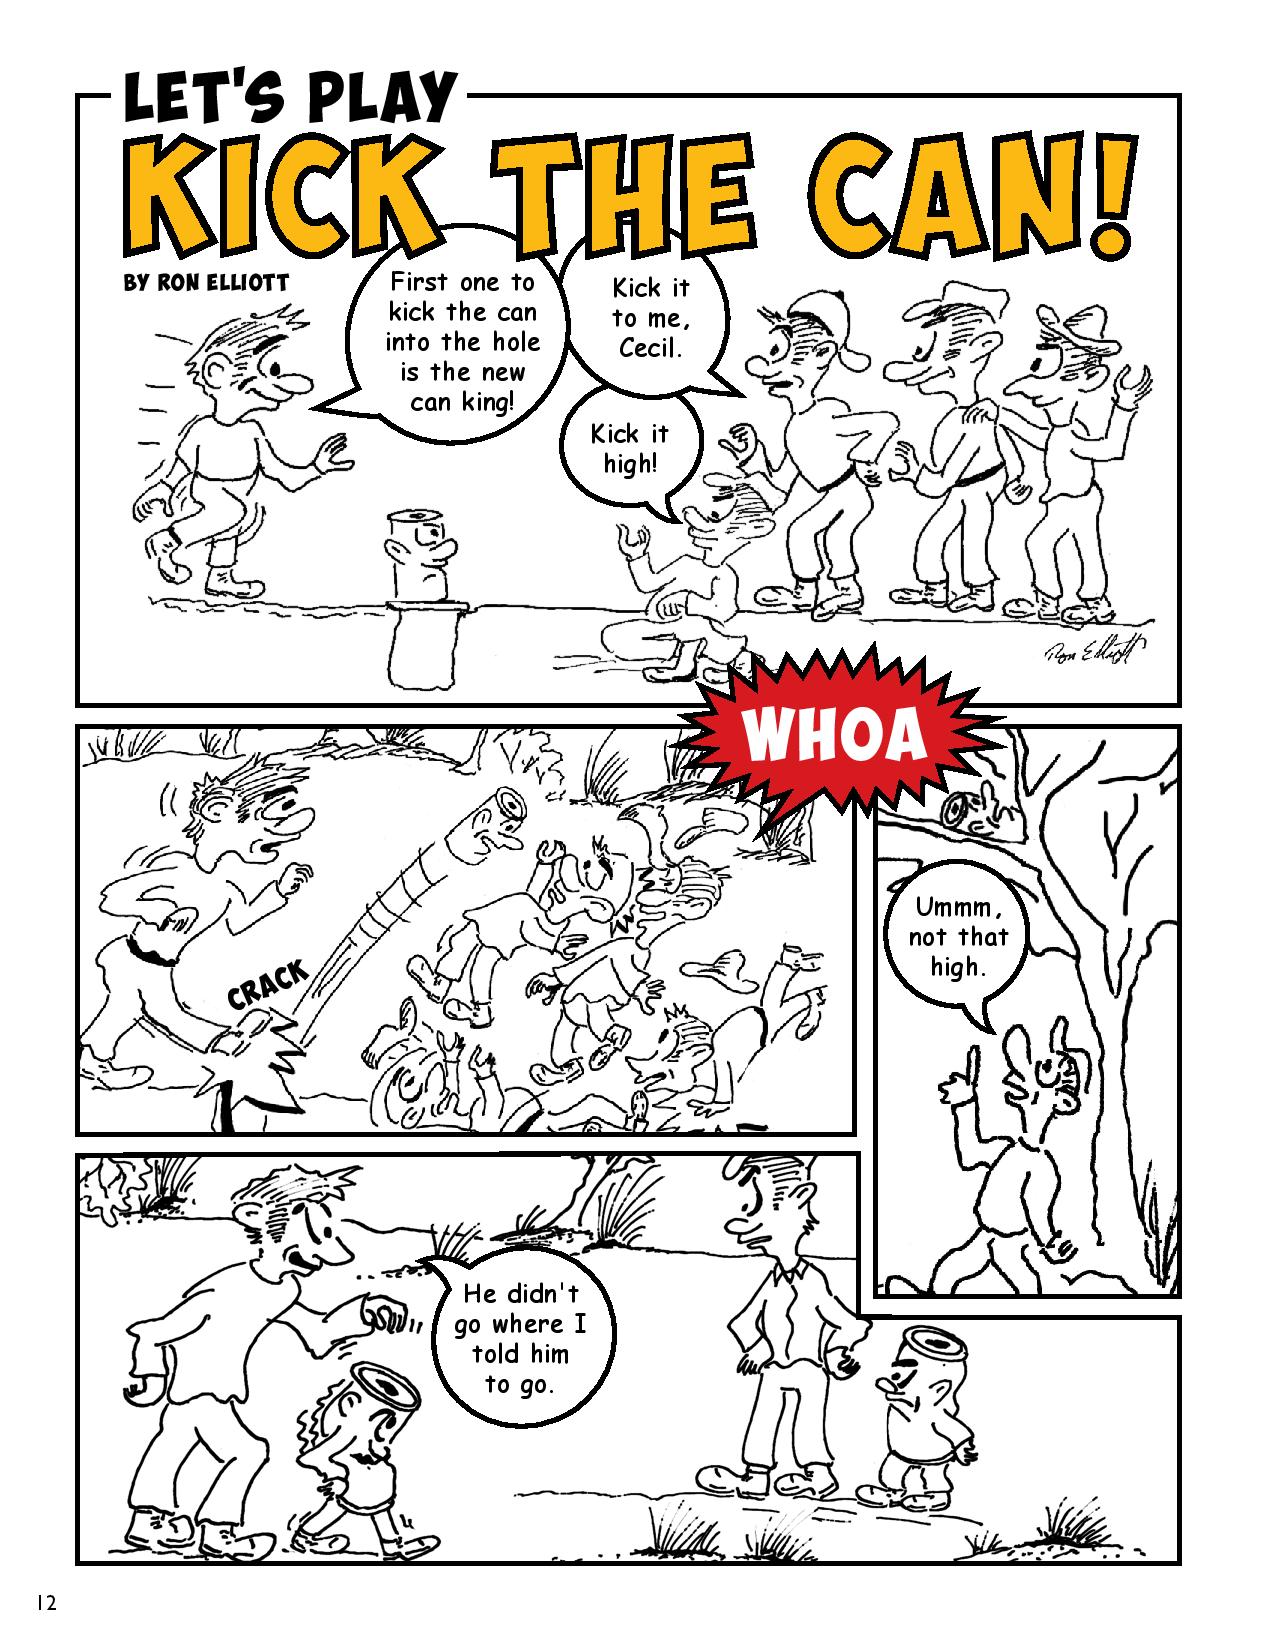 LET'S PLAY
KICK THE CAN!
BY RON ELLIOTT
First one to
kick the can
into the hole
is the new
can king!
Kick it
to me,
Cecil.
Kick it
high!
Ron Elliott
WHOA
CRACK
Ummm,
not that
high.
He didn't
go where I
told him
to go.
12